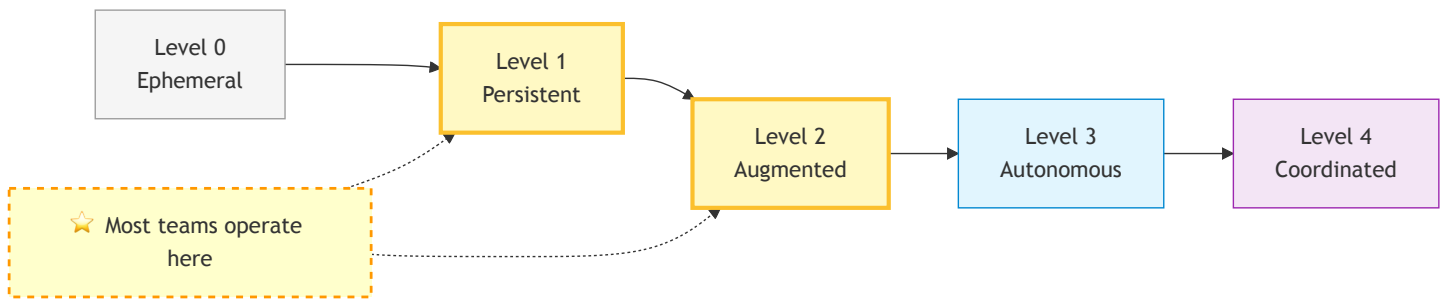 Level 0
Ephemeral
Level 1
Persistent
Level 2
Augmented
Level 3
Autonomous
Level 4
Coordinated
⭐ Most teams operate
here